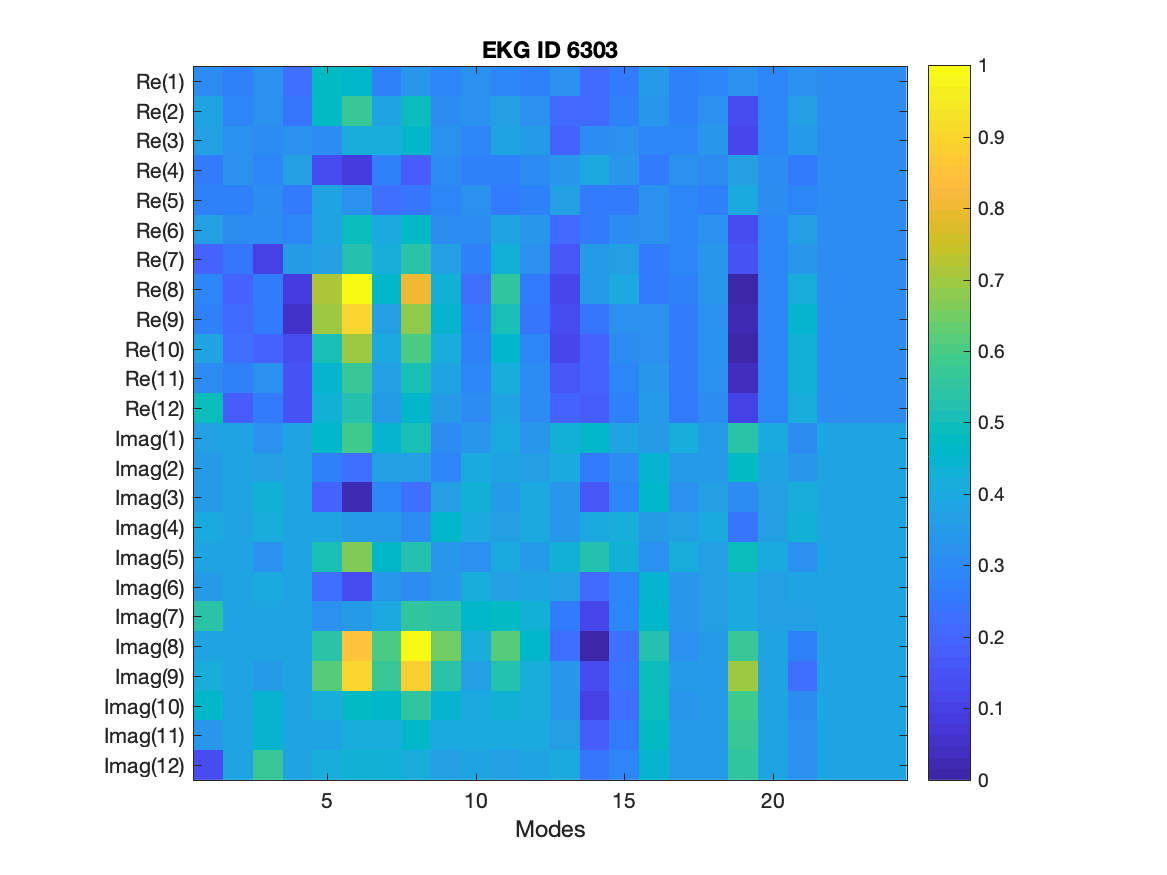 EKG ID 6303
Re(1)
Re(2)
Re(3)
Re(4)
Re(5)
Re(6)
Re(7)
Re(8)
Re(9)
Re(10)
Re(11)
Re(12)
Imag(1)
Imag(2)
Imag(3)
Imag(4)
Imag(5)
Imag(6)
Imag(7)
Imag(8)
Imag(9)
Imag(10)
Imag(11)
Imag(12)
5 10 15 20
Modes
1
0.9
0.8
0.7
0.6
0.5
0.4
0.3
0.2
0.1
0